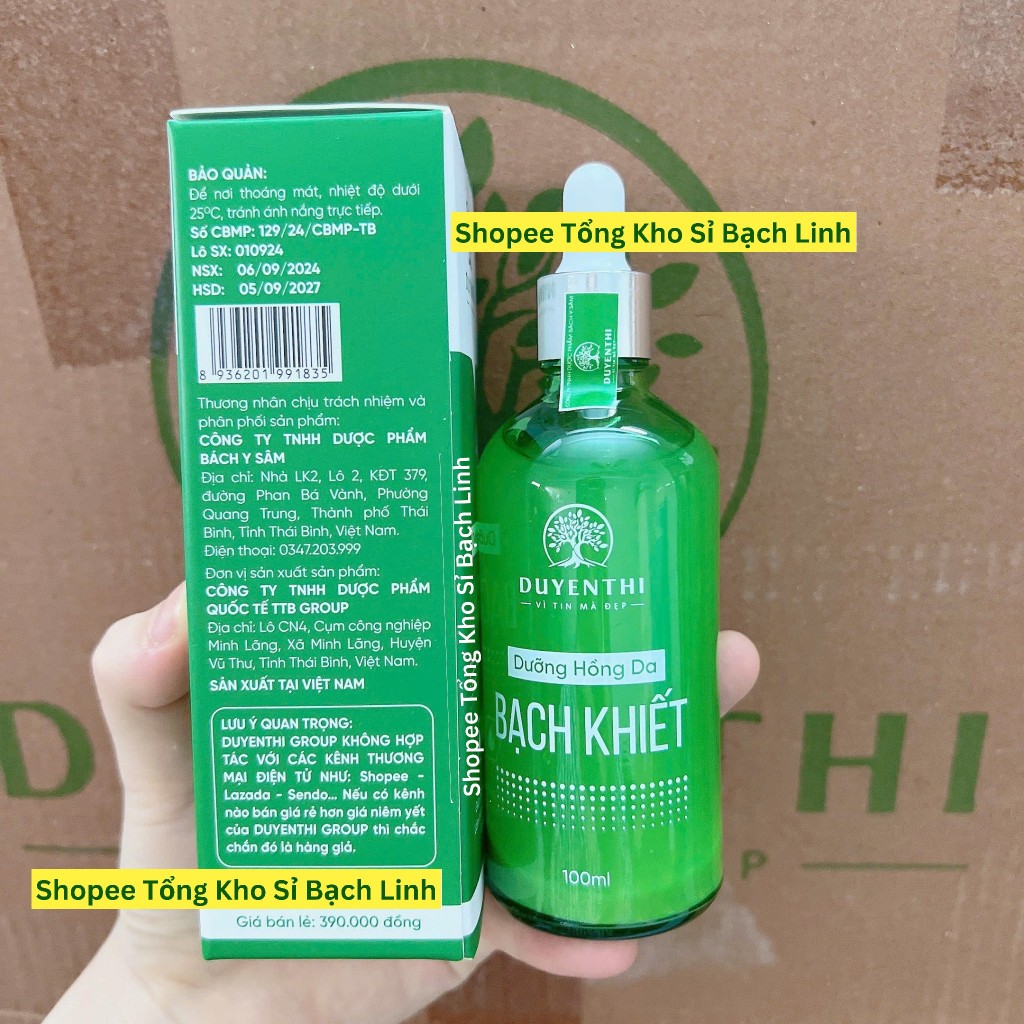 BẢO QUẢN:
Để nơi thoáng mát, nhiệt độ dưới
25°C, tránh ánh nắng trực tiếp.
Số CBMP: 129/24/CBMP-TB
Lô SX: 010924
NSX: 06/09/2024
HSD: 05/09/2027
8 936201 991835
Thương nhân chịu trách nhiệm và
phân phối sản phẩm:
CÔNG TY TNHH DƯỢC PHẨM
BÁCH Y SÂM
Địa chỉ: Nhà LK2, Lô 2, KĐT 379,
đường Phan Bá Vành, Phường
Quang Trung, Thành phố Thái
Bình, Tỉnh Thái Bình, Việt Nam.
Điện thoại: 0347.203.999
Đơn vị sản xuất sản phẩm:
CÔNG TY TNHH DƯỢC PHẨM
QUỐC TẾ TTB GROUP
Địa chỉ: Lô CN4, Cụm công nghiệp
Minh Lãng, Xã Minh Lãng, Huyện
Vũ Thư, Tỉnh Thái Bình, Việt Nam.
SẢN XUẤT TẠI VIỆT NAM
LƯU Ý QUAN TRỌNG:
DUYENTHI GROUP KHÔNG HỢP
TÁC VỚI CÁC KÊNH THƯƠNG
MẠI ĐIỆN TỬ NHƯ: Shopee -
Lazada - Sendo... Nếu có kênh
nào bán giá rẻ hơn giá niêm yết
của DUYENTHI GROUP thì chắc
chắn đó là hàng giả.
Shopee Tổng Kho Sỉ Bạch Linh
Giá bán lẻ: 390.000 đồng
Shopee Tổng Kho Sỉ Bạch Linh
Shopee Tổng Kho Sỉ Bạch Linh
CÔNG TY TNHH DƯỢC PHẨM BÁCH Y SÂM
DUYENTHI
DUYENTHI
VÌ TIN MÀ ĐẸP
Dưỡng Hồng Da
BẠCH KHIẾT
100ml
D
THI
P